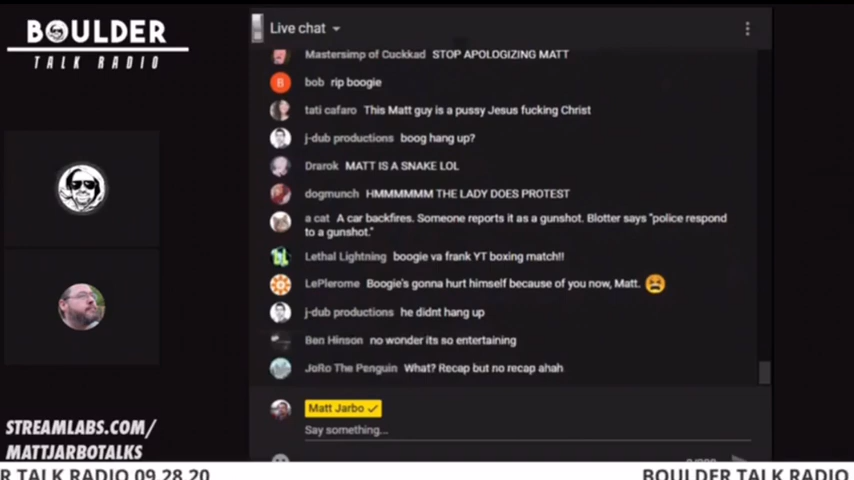 BOULDER
TALK RADIO
Live chat
Mastersimp of Cuckkad STOP APOLOGIZING MATT
B
bob rip boogie
tati cafaro This Matt guy is a pussy Jesus fucking Christ
j-dub productions boog hang up?
Drarok MATT IS A SNAKE LOL
dogmunch HMMMMMM THE LADY DOES PROTEST
a cat A car backfires. Someone reports it as a gunshot. Blotter says "police respond
to a gunshot."
Lethal Lightning boogie va frank YT boxing match!!
LePlerome Boogie's gonna hurt himself because of you now, Matt.
j-dub productions he didnt hang up
Ben Hinson no wonder its so entertaining
JoRo The Penguin What? Recap but no recap ahah
Matt Jarbo
Say something...
STREAMLABS.COM/
MATTJARBOTALKS
R TALK RADIO 09.28.20
BOULDER TALK RADIO